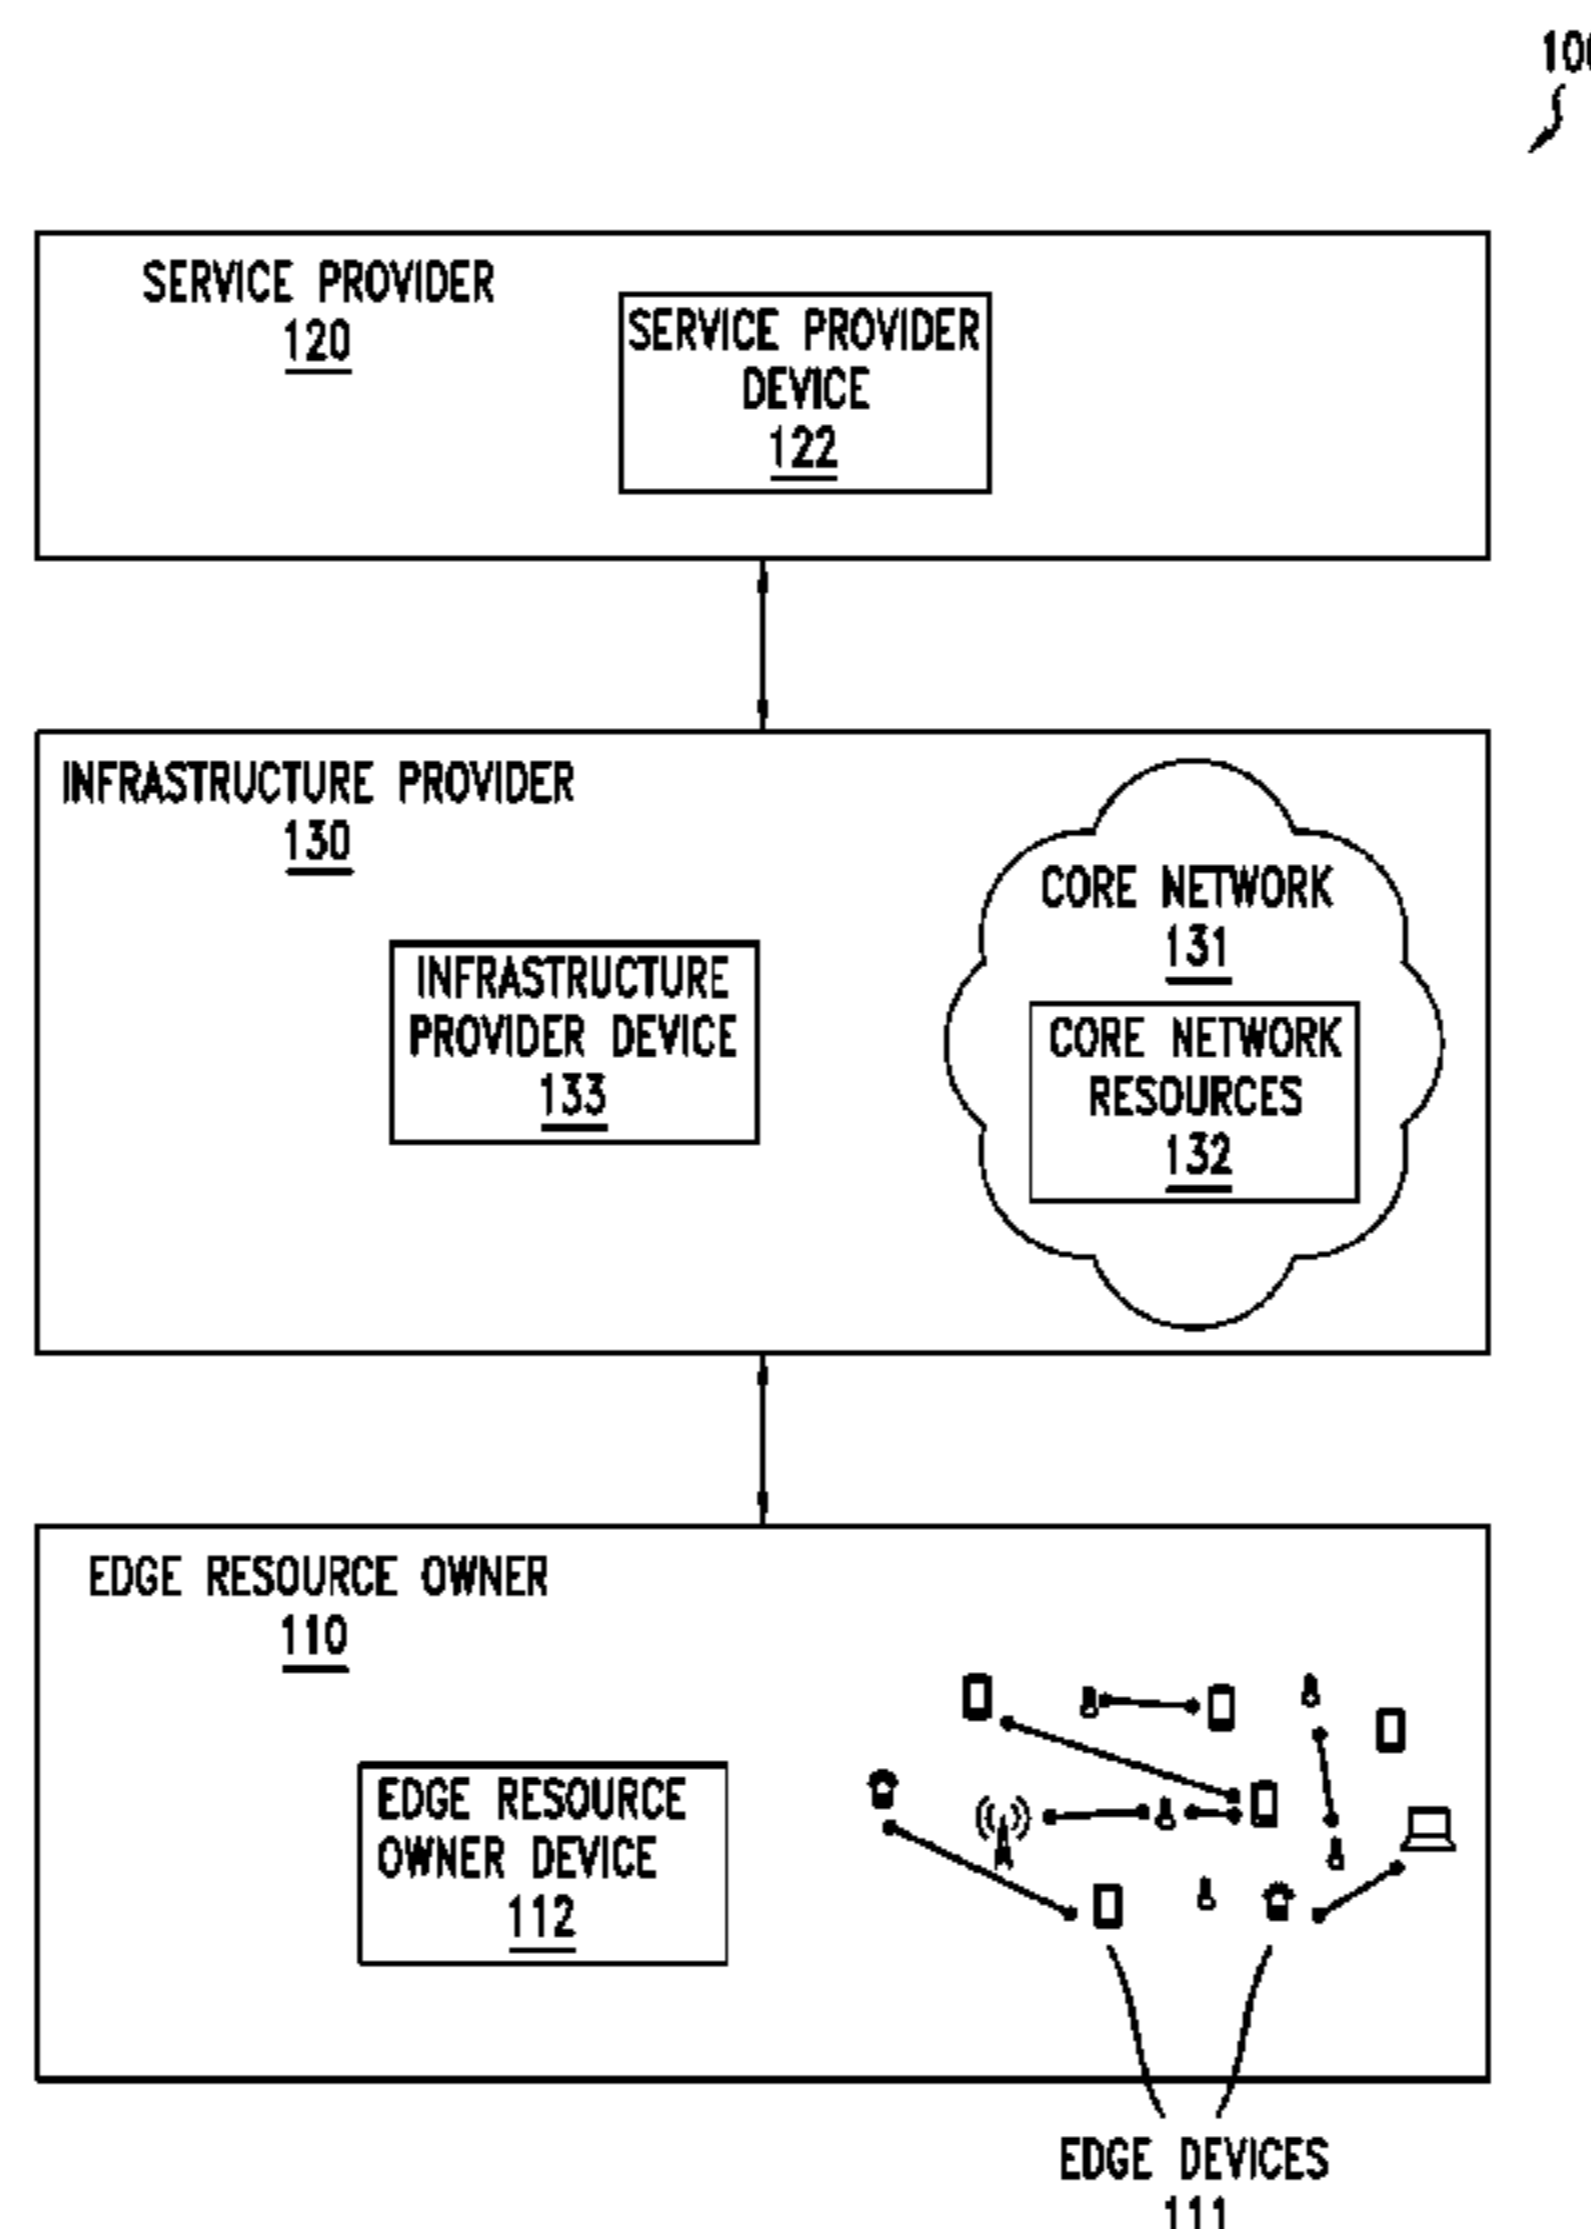 100
SERVICE PROVIDER
120
SERVICE PROVIDER
DEVICE
122
INFRASTRUCTURE PROVIDER
130
INFRASTRUCTURE
PROVIDER DEVICE
133
CORE NETWORK
131
CORE NETWORK
RESOURCES
132
EDGE RESOURCE OWNER
110
EDGE RESOURCE
OWNER DEVICE
112
EDGE DEVICES
111